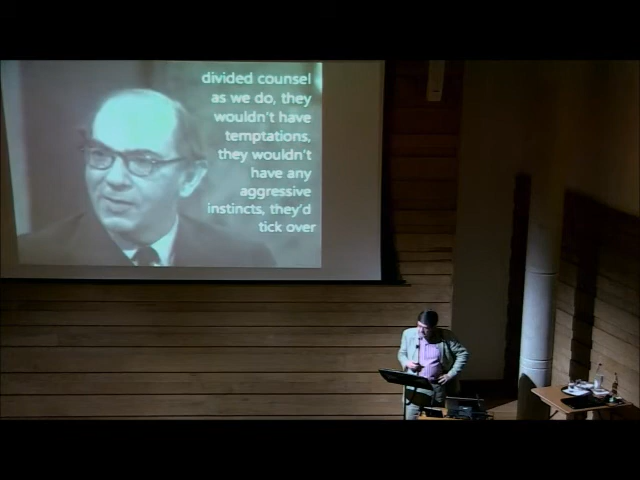 divided counsel
as we do, they
wouldn't have
temptations,
they wouldn't
have any
aggressive
instincts, they'd
tick over